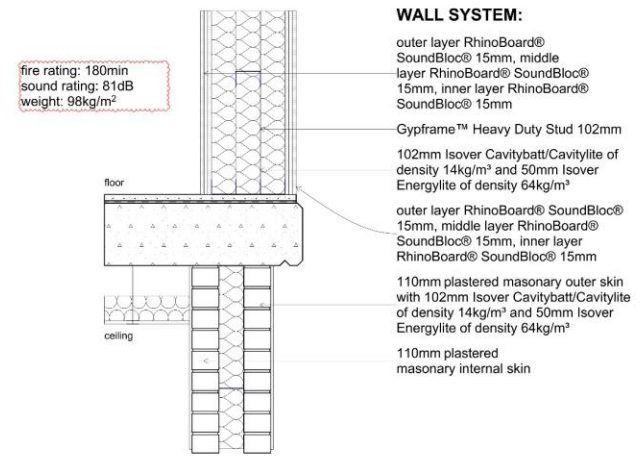 WALL SYSTEM:
fire rating: 180min
sound rating: 81dB
weight: 98kg/m²
outer layer RhinoBoard®
SoundBloc® 15mm, middle
layer RhinoBoard® SoundBloc®
15mm, inner layer RhinoBoard®
SoundBloc® 15mm
Gypframe™ Heavy Duty Stud 102mm
102mm Isover Cavitybatt/Cavitylite of
density 14kg/m³ and 50mm Isover
Energylite of density 64kg/m³
floor
outer layer RhinoBoard® SoundBloc®
15mm, middle layer RhinoBoard®
SoundBloc® 15mm, inner layer
RhinoBoard® SoundBloc® 15mm
110mm plastered masonary outer skin
with 102mm Isover Cavitybatt/Cavitylite
of density 14kg/m³ and 50mm Isover
Energylite of density 64kg/m³
ceiling
110mm plastered
masonary internal skin